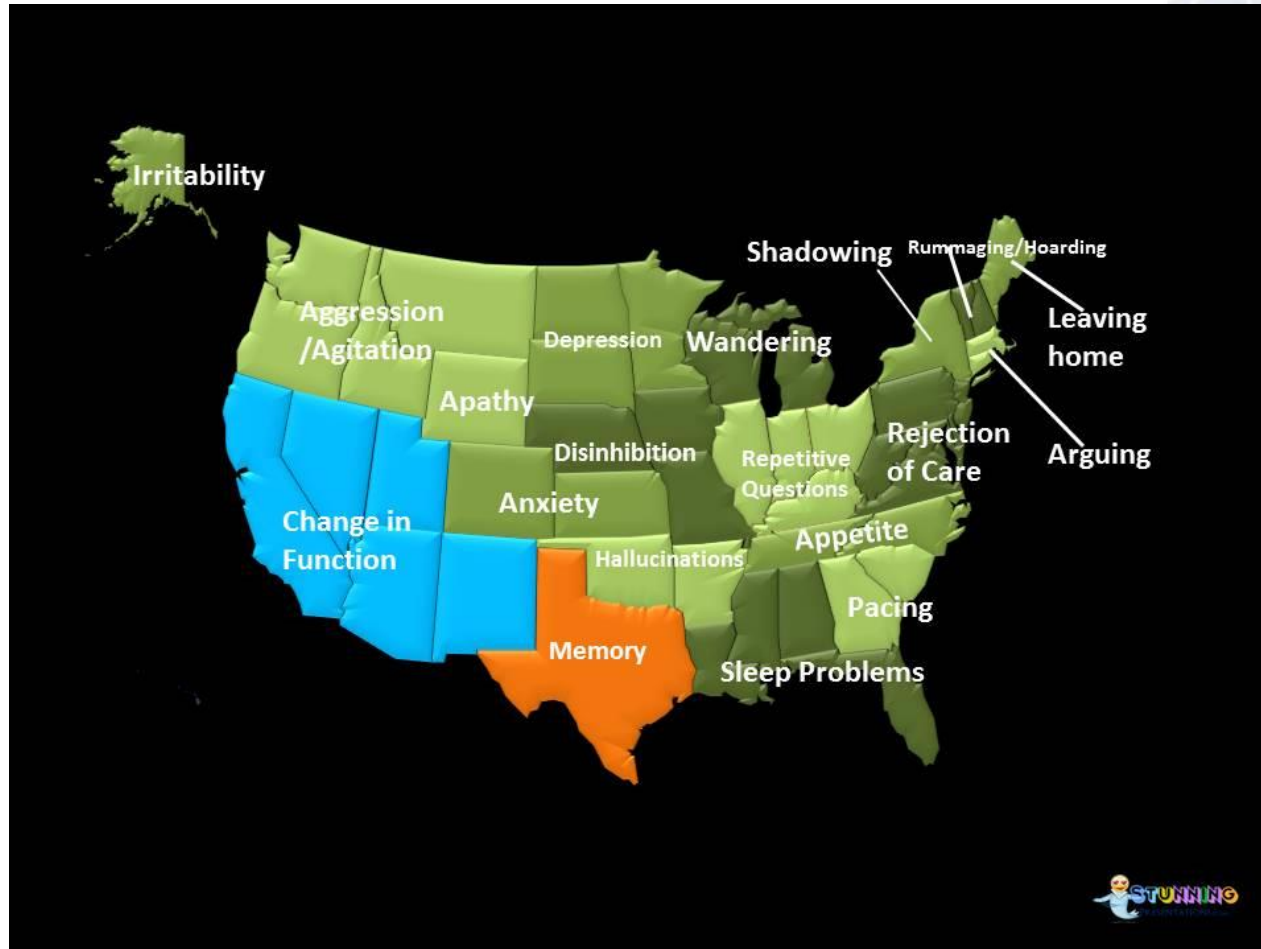 Irritability
Shadowing
Rummaging/Hoarding
Aggression
/Agitation
Depression
Wandering
Leaving
home
Apathy
Disinhibition
Repetitive
Questions
Rejection
of Care
Arguing
Anxiety
Change in
Function
Hallucinations
Appetite
Pacing
Memory
Sleep Problems
STUNNING